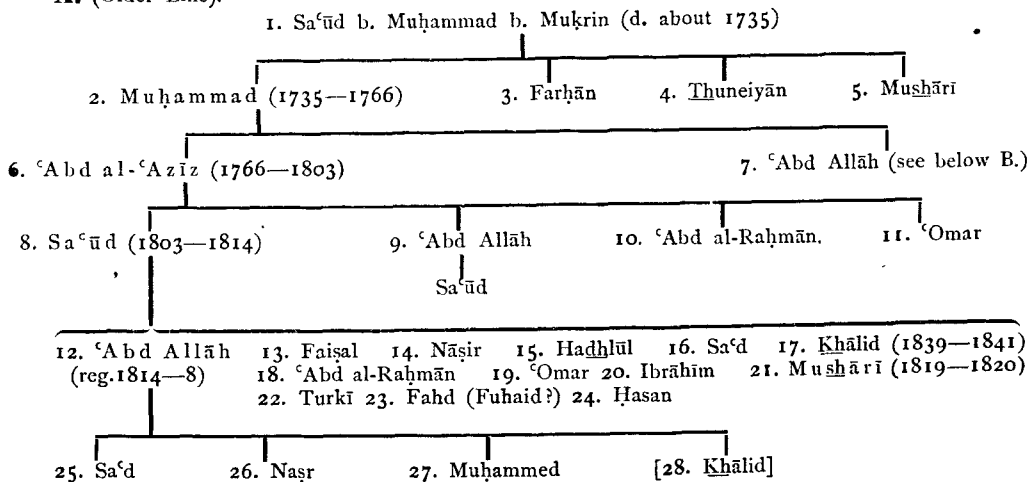 A. (Older Line).
1. Saʿūd b. Muḥammad b. Muḳrin (d. about 1735)
2. Muḥammad (1735—1766) 3. Farḥān 4. Thuneiyān 5. Mushārī
6. ʿAbd al-ʿAzīz (1766—1803) 7. ʿAbd Allāh (see below B.)
8. Saʿūd (1803—1814) 9. ʿAbd Allāh 10. ʿAbd al-Raḥmān. 11. ʿOmar
Saʿūd
12. ʿAbd Allāh 13. Faiṣal 14. Nāṣir 15. Hadhlūl 16. Saʿd 17. Khālid (1839—1841)
(reg.1814—8) 18. ʿAbd al-Raḥmān 19. ʿOmar 20. Ibrāhīm 21. Mushārī (1819—1820)
22. Turkī 23. Fahd (Fuhaid?) 24. Ḥasan
25. Saʿd 26. Naṣr 27. Muḥammed [28. Khālid]